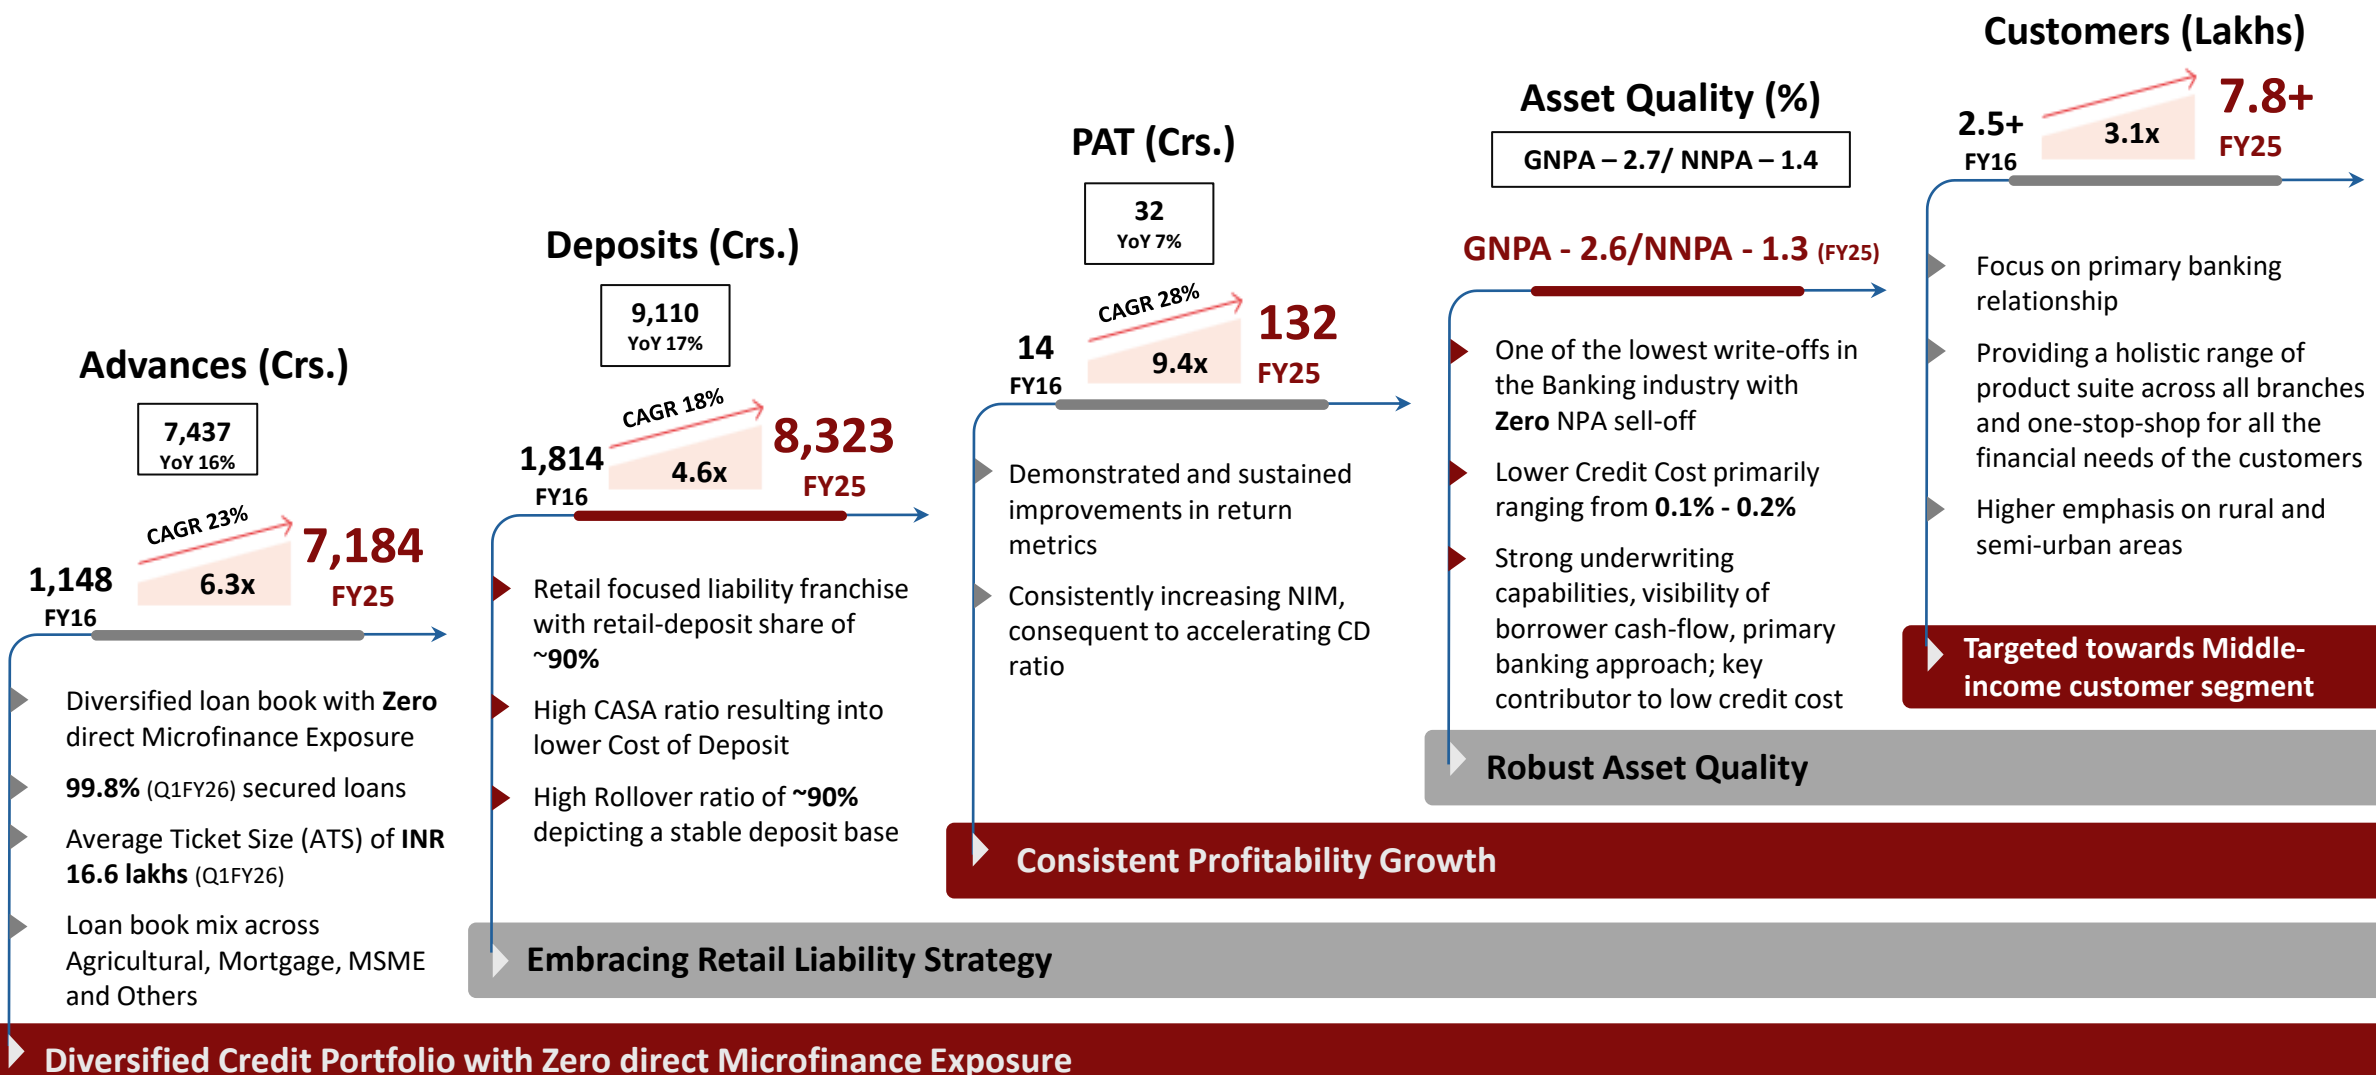 Advances (Crs.)
7,437
YoY 16%
CAGR 23%
1,148
FY16
6.3x
7,184
FY25
Diversified loan book with Zero
direct Microfinance Exposure
99.8% (Q1FY26) secured loans
Average Ticket Size (ATS) of INR
16.6 lakhs (Q1FY26)
Loan book mix across
Agricultural, Mortgage, MSME
and Others
Diversified Credit Portfolio with Zero direct Microfinance Exposure
Deposits (Crs.)
9,110
YoY 17%
CAGR 18%
1,814
FY16
4.6x
8,323
FY25
Retail focused liability franchise
with retail-deposit share of
~90%
High CASA ratio resulting into
lower Cost of Deposit
High Rollover ratio of ~90%
depicting a stable deposit base
Embracing Retail Liability Strategy
PAT (Crs.)
32
YoY 7%
CAGR 28%
14
FY16
9.4x
132
FY25
Demonstrated and sustained
improvements in return
metrics
Consistently increasing NIM,
consequent to accelerating CD
ratio
Consistent Profitability Growth
Asset Quality (%)
GNPA – 2.7/ NNPA – 1.4
GNPA - 2.6/NNPA - 1.3 (FY25)
One of the lowest write-offs in
the Banking industry with
Zero NPA sell-off
Lower Credit Cost primarily
ranging from 0.1% - 0.2%
Strong underwriting
capabilities, visibility of
borrower cash-flow, primary
banking approach; key
contributor to low credit cost
Robust Asset Quality
Customers (Lakhs)
2.5+
FY16
3.1x
7.8+
FY25
Focus on primary banking
relationship
Providing a holistic range of
product suite across all branches
and one-stop-shop for all the
financial needs of the customers
Higher emphasis on rural and
semi-urban areas
Targeted towards Middle-
income customer segment